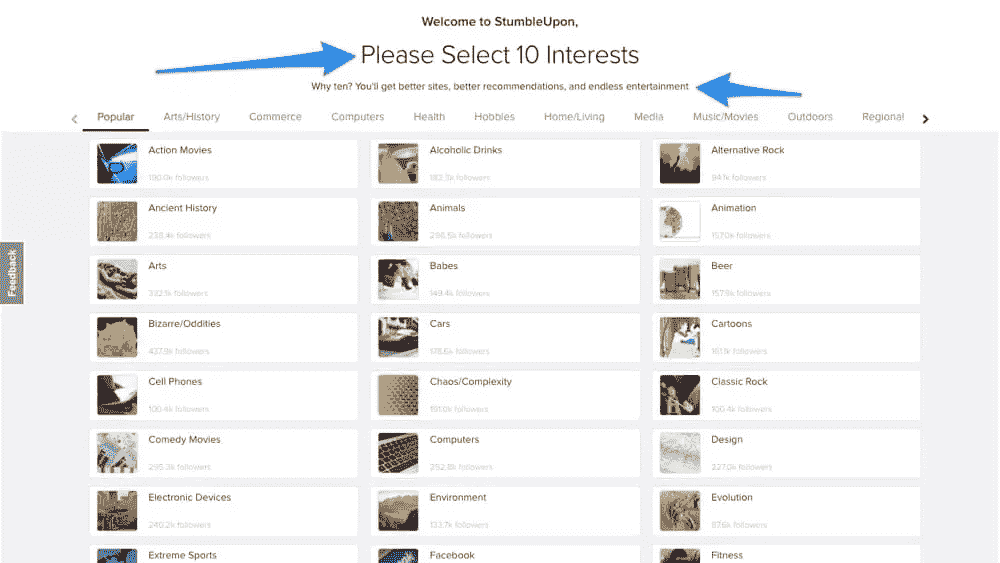 Welcome to StumbleUpon,
Please Select 10 Interests
Why ten? You'll get better sites, better recommendations, and endless entertainment
Popular Arts/History Commerce Computers Health Hobbies Home/Living Media Music/Movies Outdoors Regional
Action Movies Alcoholic Drinks Alternative Rock
followers 182.3k followers 94.1k followers
Ancient History Animals Animation
238.4k followers 296.5k followers 157.0k followers
Feedback
Arts Babes Beer
332.1k followers 149.4k followers 157.9k followers
Bizarre/Oddities Cars Cartoons
437.9k followers 178.6k followers 161.1k followers
Cell Phones Chaos/Complexity Classic Rock
100.4k followers 191.0k followers 100.4k followers
Comedy Movies Computers Design
295.3k followers 352.8k followers 227.0k followers
Electronic Devices Environment Evolution
240.2k followers 133.7k followers followers
Extreme Sports Facebook Fitness